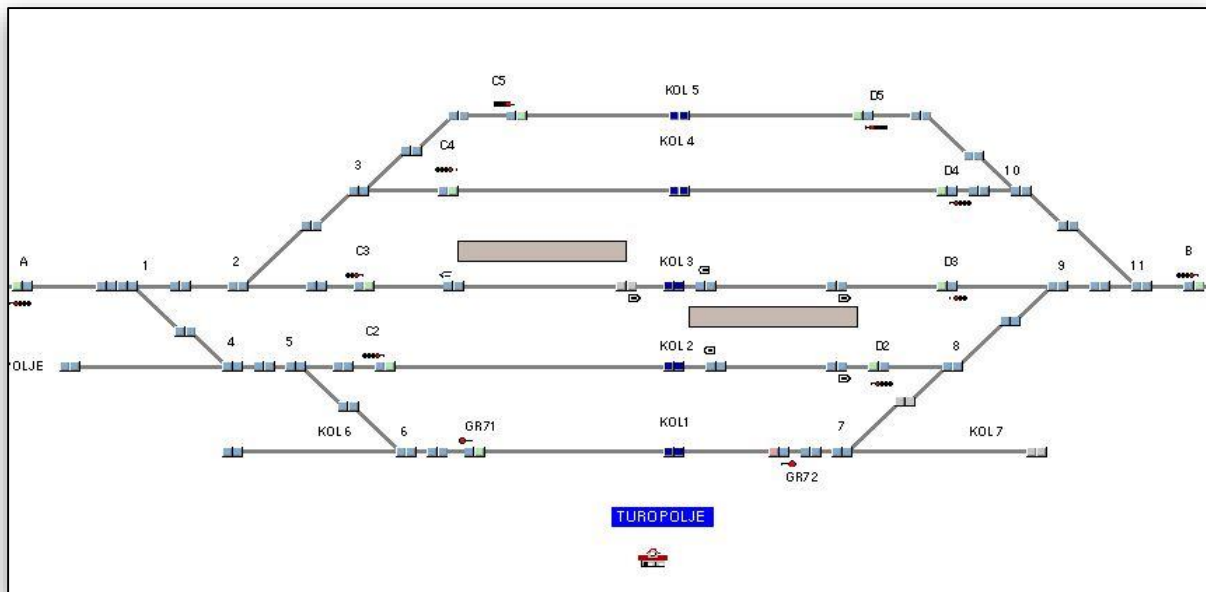 C5
KOL 5
D5
KOL 4
C4
3
D4
10
A
1
2
C3
KOL 3
D3
9
11
B
4
5
C2
KOL 2
D2
8
OLJE
KOL 6
6
GR71
KOL1
7
KOL 7
GR72
TUROPOLJE